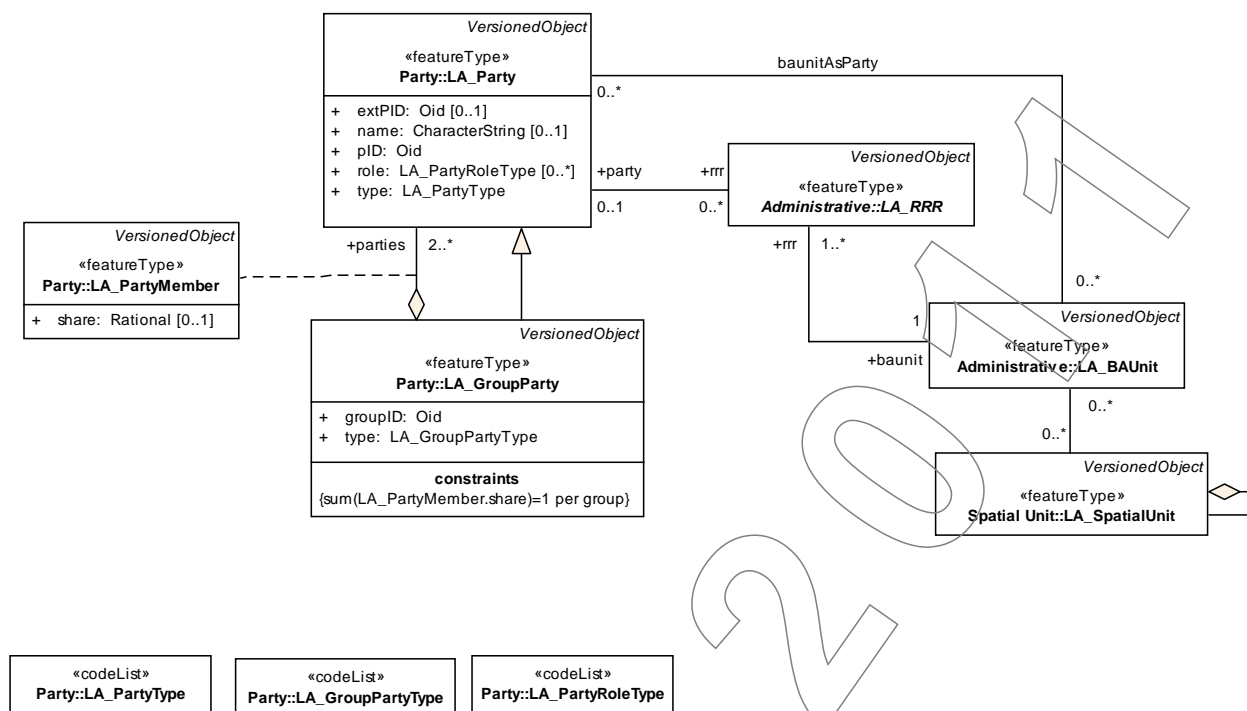 VersionedObject
«featureType»
Party::LA_Party
+ extPID: Oid [0..1]
+ name: CharacterString [0..1]
+ pID: Oid
+ role: LA_PartyRoleType [0..*]
+ type: LA_PartyType
baunitAsParty
0..*
0..*
+party
0..1
+rrr
0..*
VersionedObject
«featureType»
Administrative::LA_RRR
+rrr
1..*
1
+baunit
VersionedObject
«featureType»
Party::LA_PartyMember
+ share: Rational [0..1]
+parties
2..*
VersionedObject
«featureType»
Party::LA_GroupParty
+ groupID: Oid
+ type: LA_GroupPartyType
constraints
{sum(LA_PartyMember.share)=1 per group}
VersionedObject
«featureType»
Administrative::LA_BAUnit
0..*
0..*
VersionedObject
«featureType»
Spatial Unit::LA_SpatialUnit
«codeList»
Party::LA_PartyType
«codeList»
Party::LA_GroupPartyType
«codeList»
Party::LA_PartyRoleType
2011